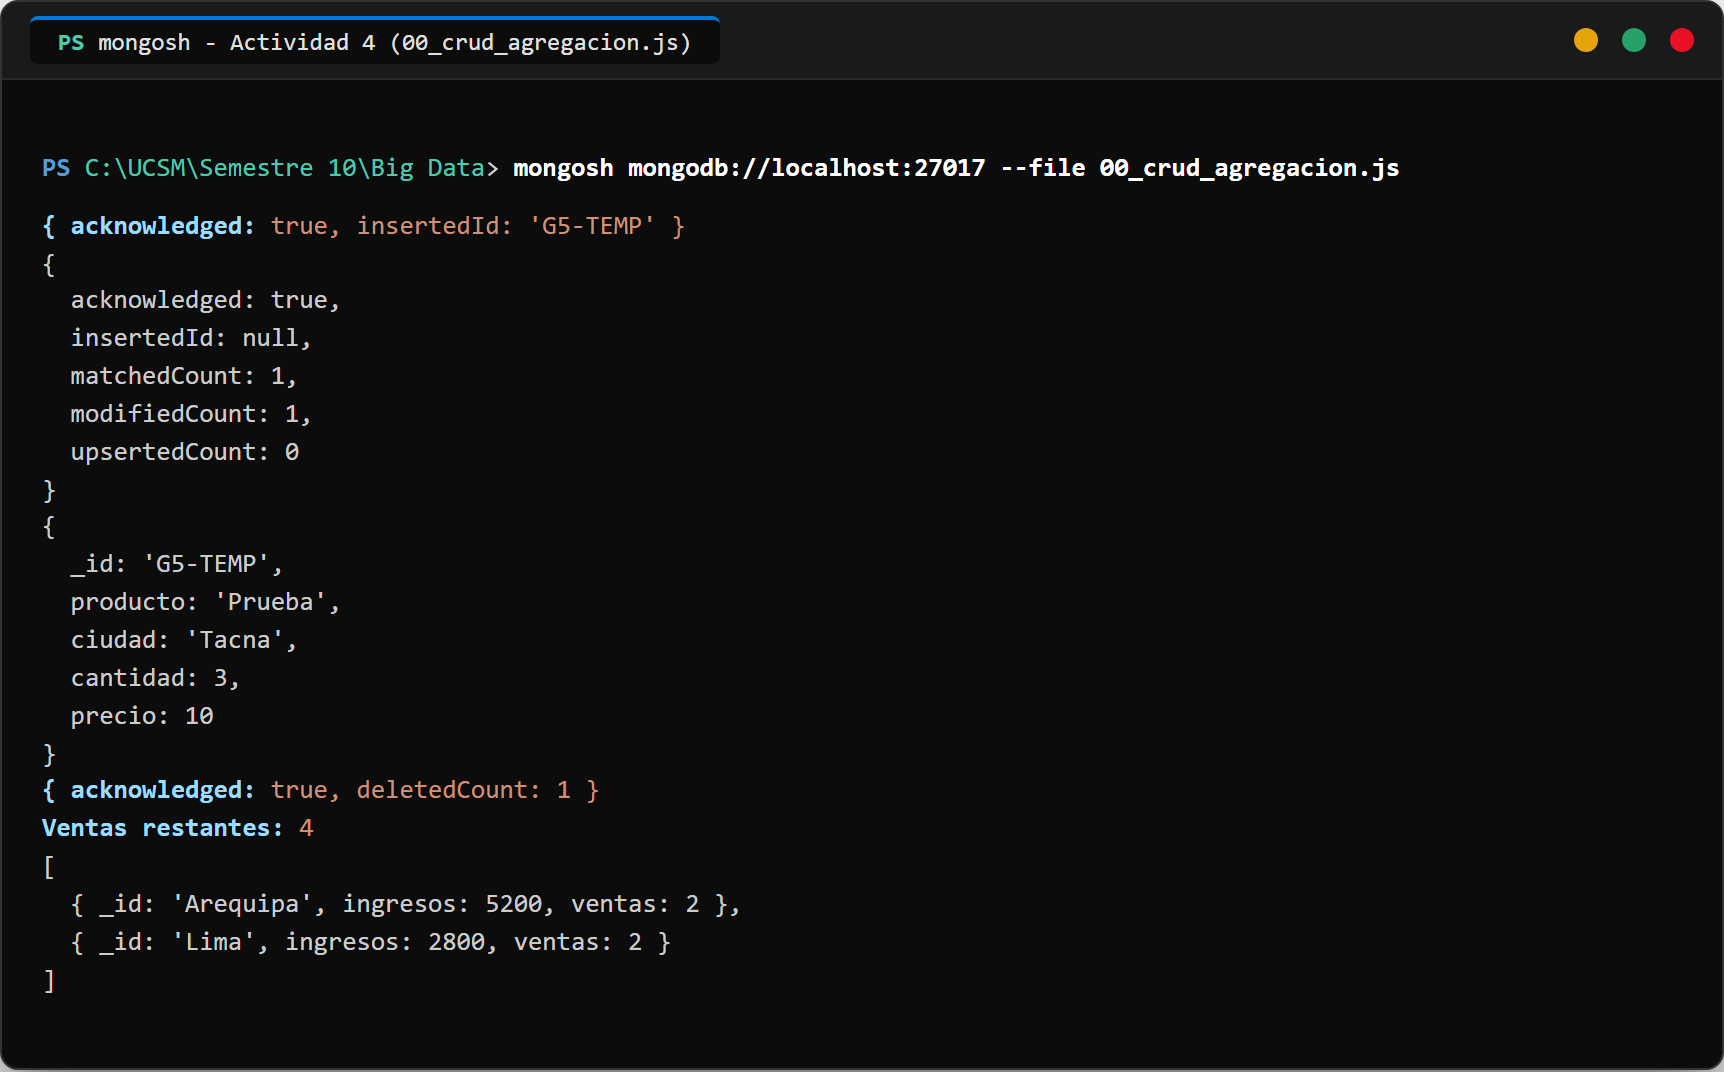 PS mongosh - Actividad 4 (00_crud_agregacion.js)
PS C:\UCSM\Semestre 10\Big Data> mongosh mongodb://localhost:27017 --file 00_crud_agregacion.js
{ acknowledged: true, insertedId: 'G5-TEMP' }
{
  acknowledged: true,
  insertedId: null,
  matchedCount: 1,
  modifiedCount: 1,
  upsertedCount: 0
}
{
  _id: 'G5-TEMP',
  producto: 'Prueba',
  ciudad: 'Tacna',
  cantidad: 3,
  precio: 10
}
{ acknowledged: true, deletedCount: 1 }
Ventas restantes: 4
[
  { _id: 'Arequipa', ingresos: 5200, ventas: 2 },
  { _id: 'Lima', ingresos: 2800, ventas: 2 }
]